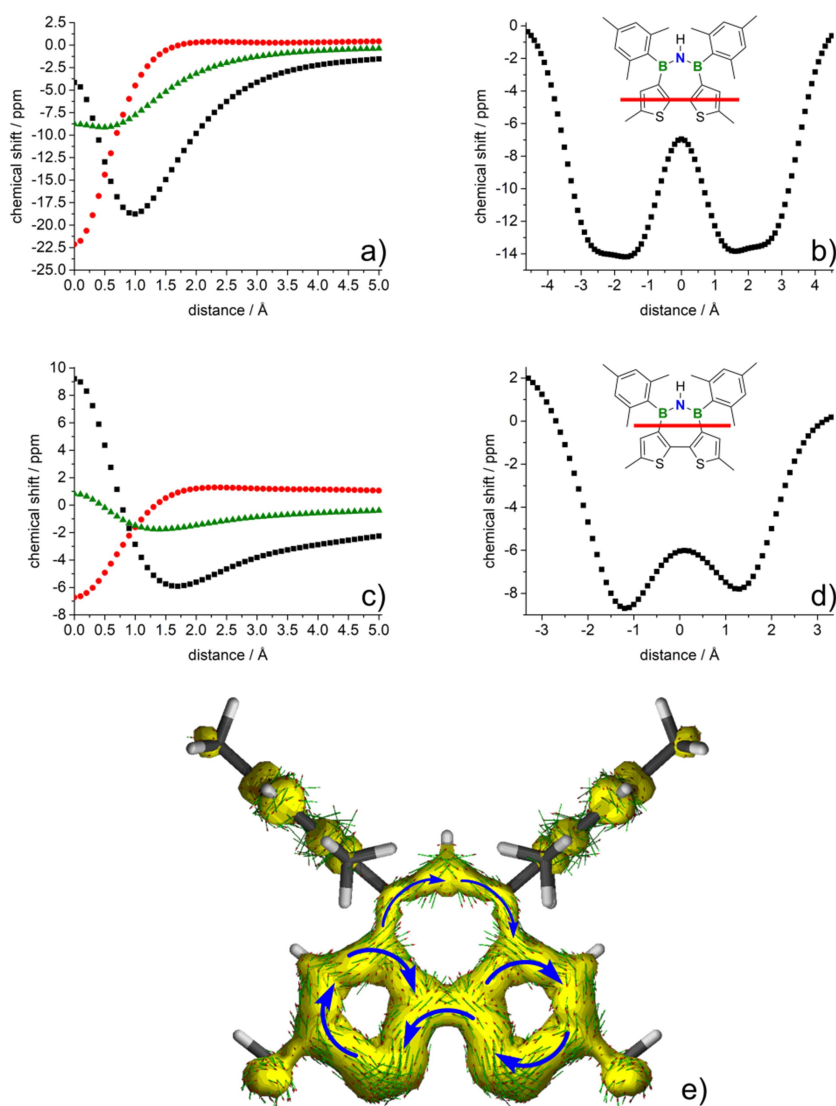 2.5
0.0
-2.5
-5.0
-7.5
-10.0
-12.5
-15.0
-17.5
-20.0
-22.5
-25.0
chemical shift / ppm
0.0 0.5 1.0 1.5 2.0 2.5 3.0 3.5 4.0 4.5 5.0
distance / Å
a)
0
-2
-4
-6
-8
-10
-12
-14
chemical shift / ppm
H
B N B
S S
-4 -3 -2 -1 0 1 2 3 4
distance / Å
b)
10
8
6
4
2
0
-2
-4
-6
-8
chemical shift / ppm
0.0 0.5 1.0 1.5 2.0 2.5 3.0 3.5 4.0 4.5 5.0
distance / Å
c)
2
0
-2
-4
-6
-8
chemical shift / ppm
H
B N B
S S
-3 -2 -1 0 1 2 3
distance / Å
d)
e)